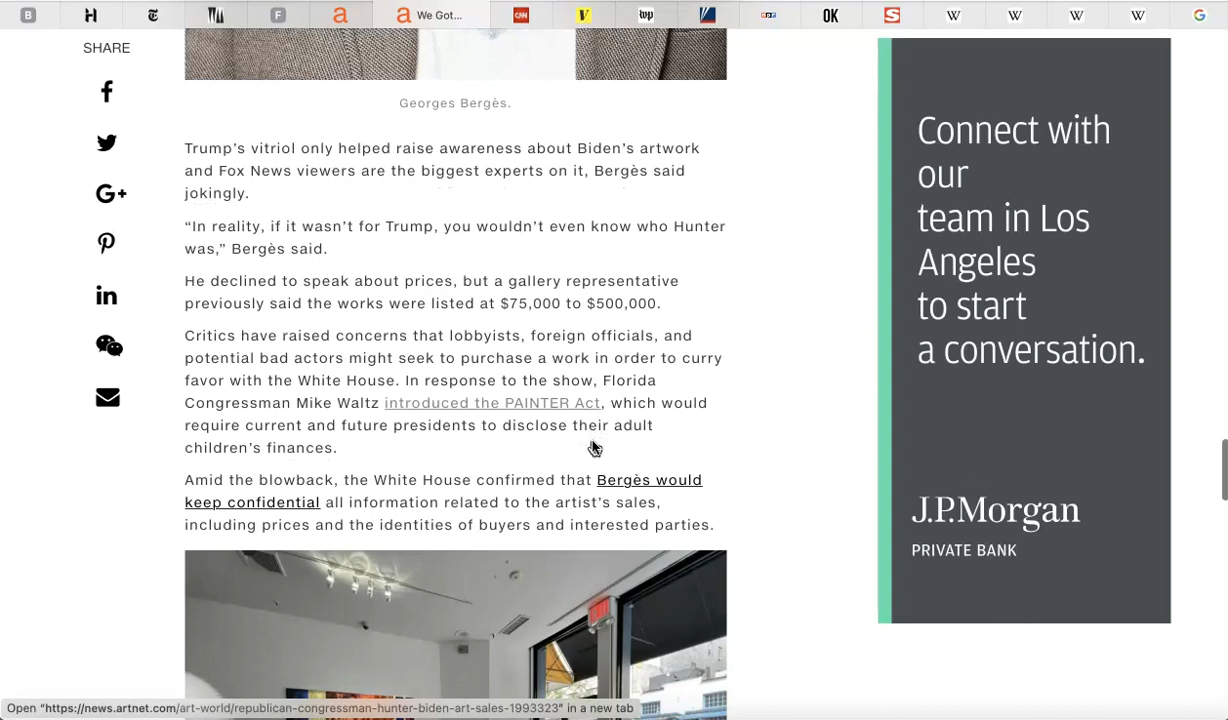 B
F
We Got...
CNN
V
wp
npr
OK
S
W
W
W
W
G
SHARE
G+
in
Georges Bergès.
Trump’s vitriol only helped raise awareness about Biden’s artwork
and Fox News viewers are the biggest experts on it, Bergès said
jokingly.
“In reality, if it wasn’t for Trump, you wouldn’t even know who Hunter
was,” Bergès said.
He declined to speak about prices, but a gallery representative
previously said the works were listed at $75,000 to $500,000.
Critics have raised concerns that lobbyists, foreign officials, and
potential bad actors might seek to purchase a work in order to curry
favor with the White House. In response to the show, Florida
Congressman Mike Waltz introduced the PAINTER Act, which would
require current and future presidents to disclose their adult
children’s finances.
Amid the blowback, the White House confirmed that Bergès would
keep confidential all information related to the artist’s sales,
including prices and the identities of buyers and interested parties.
Connect with
our
team in Los
Angeles
to start
a conversation.
J.P.Morgan
PRIVATE BANK
Open "https://news.artnet.com/art-world/republican-congressman-hunter-biden-art-sales-1993323" in a new tab